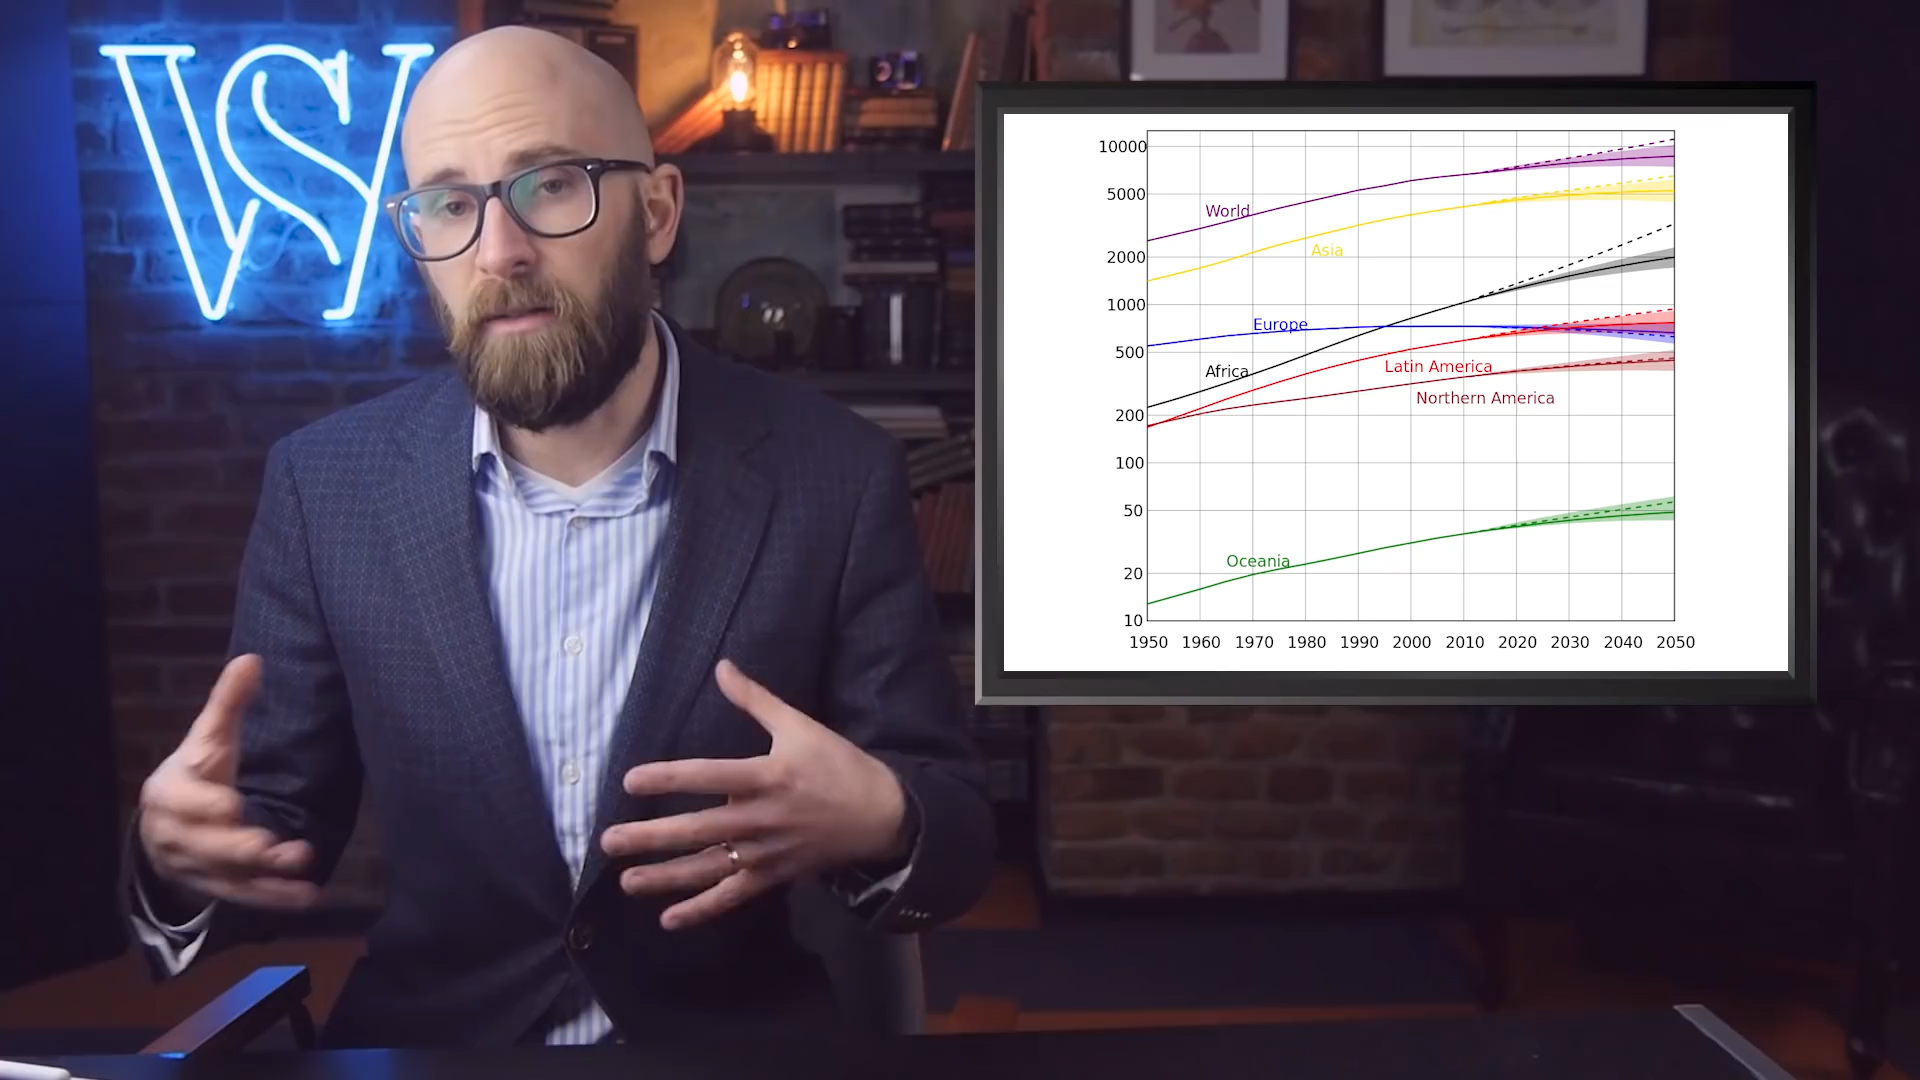 VS
10000
5000
2000
1000
500
200
100
50
20
10
World
Asia
Europe
Africa
Latin America
Northern America
Oceania
1950 1960 1970 1980 1990 2000 2010 2020 2030 2040 2050